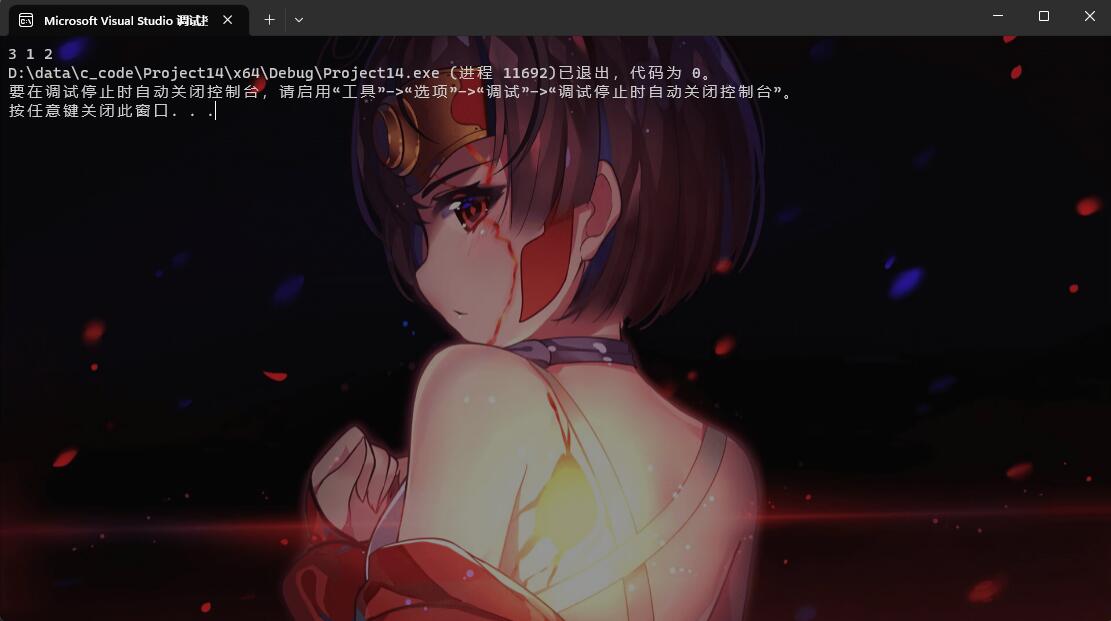 Microsoft Visual Studio 调试
3 1 2
D:\data\c_code\Project14\x64\Debug\Project14.exe (进程 11692)已退出，代码为 0。
要在调试停止时自动关闭控制台，请启用“工具”->“选项”->“调试”->“调试停止时自动关闭控制台”。
按任意键关闭此窗口. . .